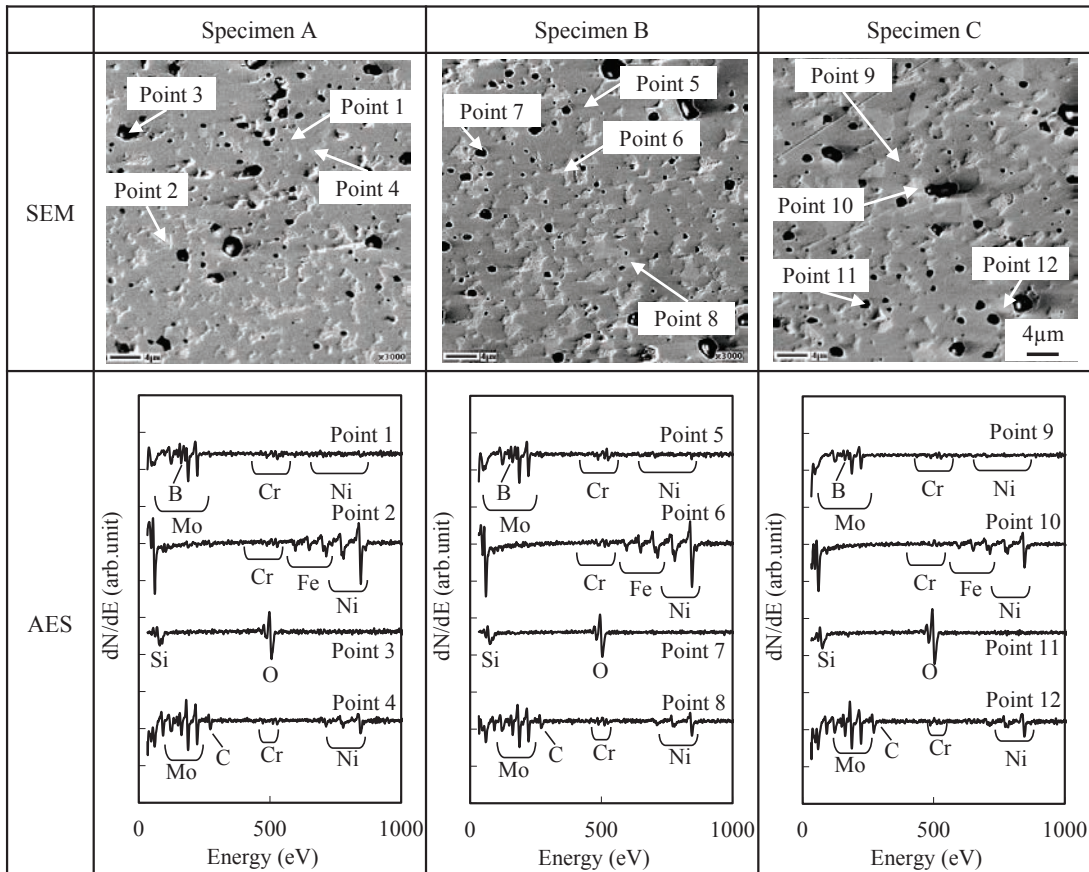 Specimen A
Specimen B
Specimen C
SEM
Point 3
Point 1
Point 2
Point 4
4μm
×3000
Point 5
Point 7
Point 6
Point 8
4μm
×3000
Point 9
Point 10
Point 11
Point 12
4μm
4μm
AES
dN/dE (arb.unit)
Point 1
B
Cr
Ni
Mo
Point 2
Cr
Fe
Ni
Si
O
Point 3
Point 4
Mo
C
Cr
Ni
0
500
1000
Energy (eV)
dN/dE (arb.unit)
Point 5
B
Cr
Ni
Mo
Point 6
Cr
Fe
Ni
Si
O
Point 7
Point 8
Mo
C
Cr
Ni
0
500
1000
Energy (eV)
dN/dE (arb.unit)
Point 9
B
Cr
Ni
Mo
Point 10
Cr
Fe
Ni
Si
O
Point 11
Point 12
Mo
C
Cr
Ni
0
500
1000
Energy (eV)